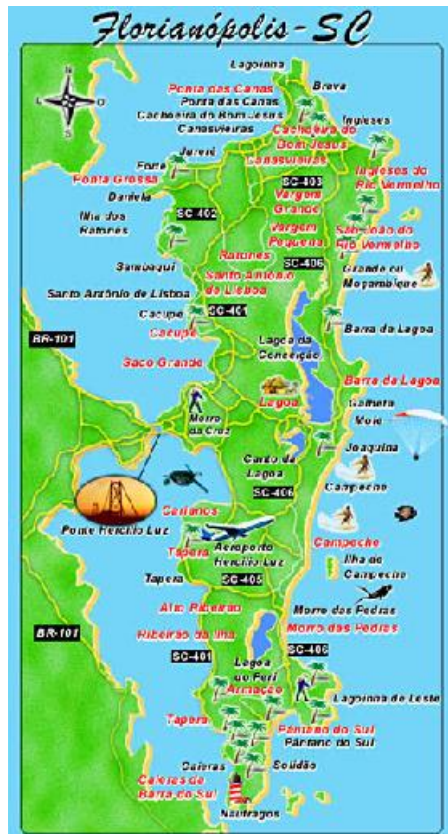 Florianópolis-SC
Lagoinha
Ponta das Canas
Brava
Ponta das Canas
Cachoeira do Bom Jesus
Canasvieiras
Ingleses
Cachoeira do
Bom Jesus
Jurerê
Canasvieiras
Forte
Ponta Grossa
SC-403
Ingleses do
Rio Vermelho
Daniela
Vargem
Grande
SC-402
Ilha dos
Ratones
Vargem
Pequena
São João do
Rio Vermelho
Ratones
SC-406
Sambaqui
Santo Antônio
de Lisboa
Grande ou
Moçambique
Santo Antônio de Lisboa
SC-401
Cacupé
Cacupé
Barra da Lagoa
BR-101
Lagoa da
Conceição
Saco Grande
Barra da Lagoa
Lagoa
Galheta
Mole
Morro
da Cruz
Joaquina
Canto da
Lagoa
Campeche
SC-406
Carianos
Ponte Hercílio Luz
Campeche
Tapera
Aeroporto
Hercílio Luz
Ilha do
Campeche
Tapera
SC-405
Alto Ribeirão
Morro das Pedras
Morro das Pedras
BR-101
Ribeirão da Ilha
SC-401
SC-406
Lagoa
do Peri
Armação
Lagoinha de Leste
Tapera
Pântano do Sul
Pântano do Sul
Caieras
Solidão
Caieras da
Barra do Sul
Naufragos